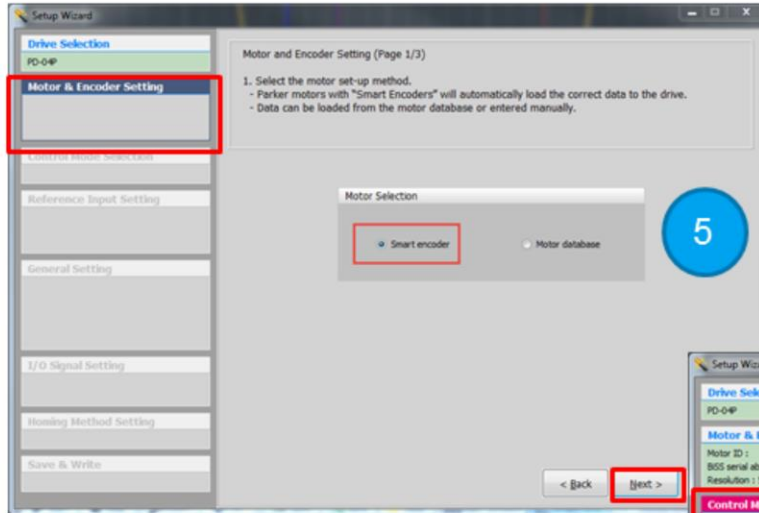 Setup Wizard
Drive Selection
PD-04P
Motor & Encoder Setting
Control Mode Selection
Reference Input Setting
General Setting
I/O Signal Setting
Homing Method Setting
Save & Write
Motor and Encoder Setting (Page 1/3)
1. Select the motor set-up method.
- Parker motors with "Smart Encoders" will automatically load the correct data to the drive.
- Data can be loaded from the motor database or entered manually.
Motor Selection
Smart encoder
Motor database
5
< Back
Next >
Setup Wiz
Drive Sel
PD-04P
Motor &
Motor ID :
BiSS serial ab
Resolution :
Control M